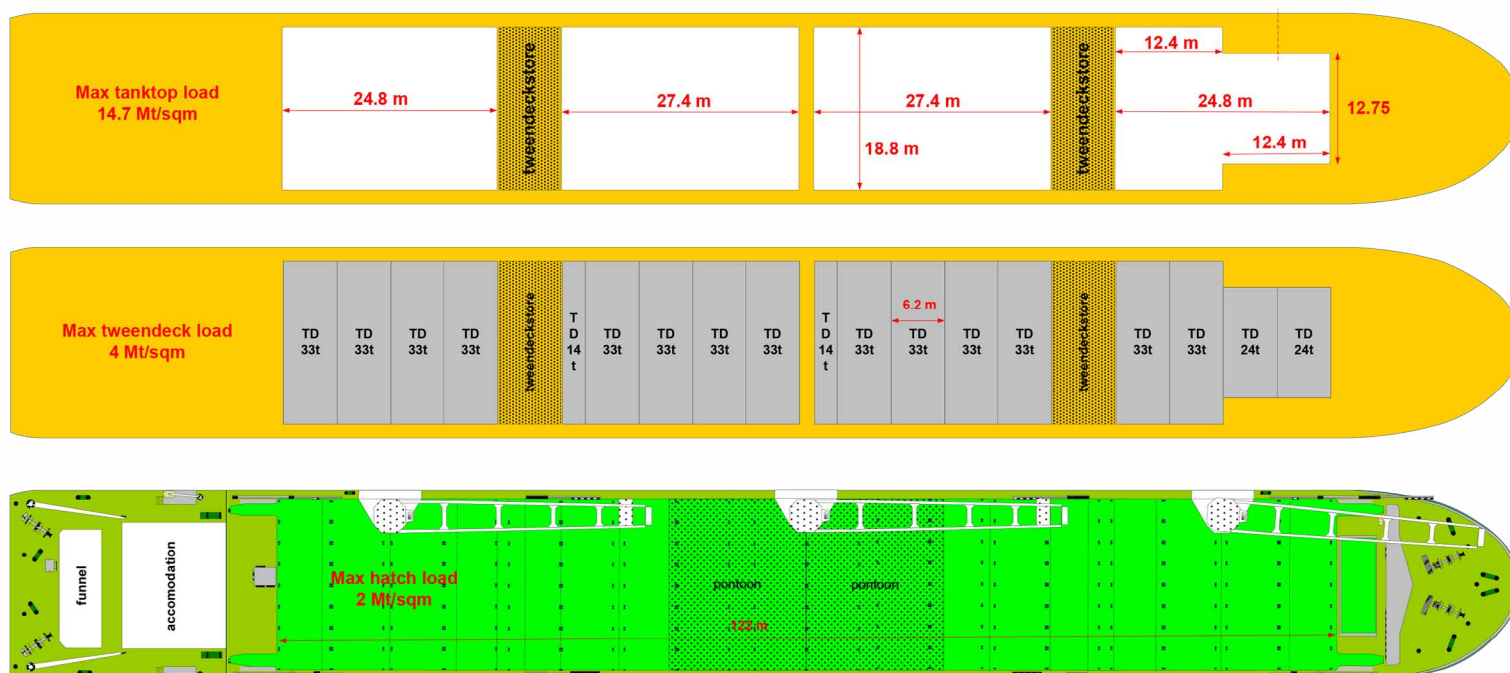 Max tanktop load
14.7 Mt/sqm
24.8 m
tweendeckstore
27.4 m
27.4 m
18.8 m
tweendeckstore
12.4 m
24.8 m
12.4 m
12.75
Max tweendeck load
4 Mt/sqm
TD
33t
TD
33t
TD
33t
TD
33t
tweendeckstore
T
D
14
t
TD
33t
TD
33t
TD
33t
TD
33t
T
D
14
t
TD
33t
6.2 m
TD
33t
TD
33t
TD
33t
tweendeckstore
TD
33t
TD
33t
TD
24t
TD
24t
funnel
accomodation
Max hatch load
2 Mt/sqm
pontoon
pontoon
122 m